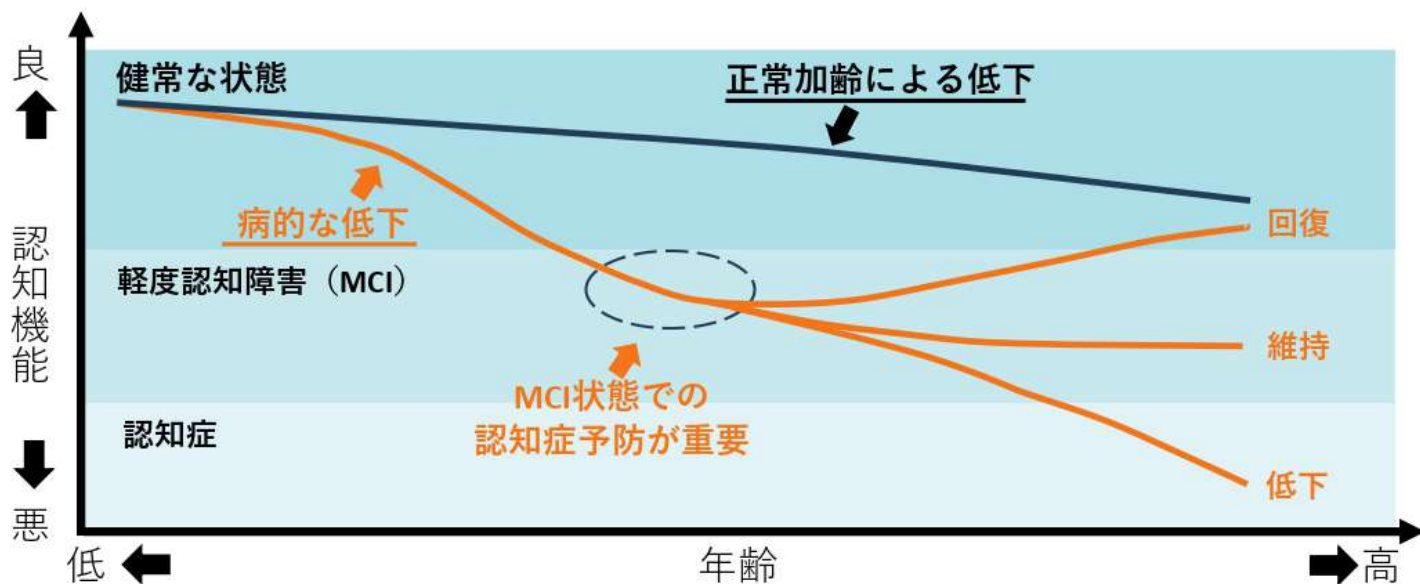 良
健常な状態
正常加齢による低下
病的な低下
回復
認知機能
軽度認知障害（MCI）
維持
MCI状態での
認知症予防が重要
認知症
低下
悪
低
年齢
高